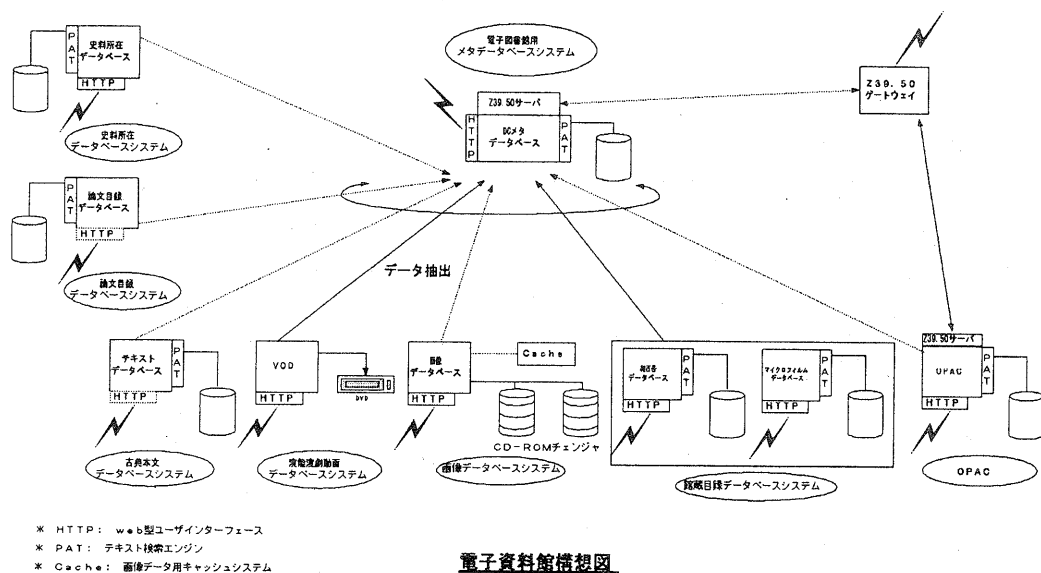 史料所在
データベース
PAT
HTTP
史料所在
データベースシステム
電子図書館用
メタデータベースシステム
Z39.50サーバ
HTTP
DCメタ
データベース
PAT
Z39.50
ゲートウェイ
論文目録
データベース
PAT
HTTP
論文目録
データベースシステム
データ抽出
テキスト
データベース
PAT
HTTP
古典本文
データベースシステム
VOD
HTTP
DVD
データベースシステム
画像
データベース
HTTP
Cache
CD-ROMチェンジャ
画像データベースシステム
データベース
PAT
HTTP
マイクロフィルム
データベース
PAT
HTTP
館蔵目録データベースシステム
Z39.50サーバ
OPAC
PAT
HTTP
OPAC
* HTTP: web型ユーザインターフェース
* PAT: テキスト検索エンジン
* Cache: 画像データ用キャッシュシステム
電子資料館構想図